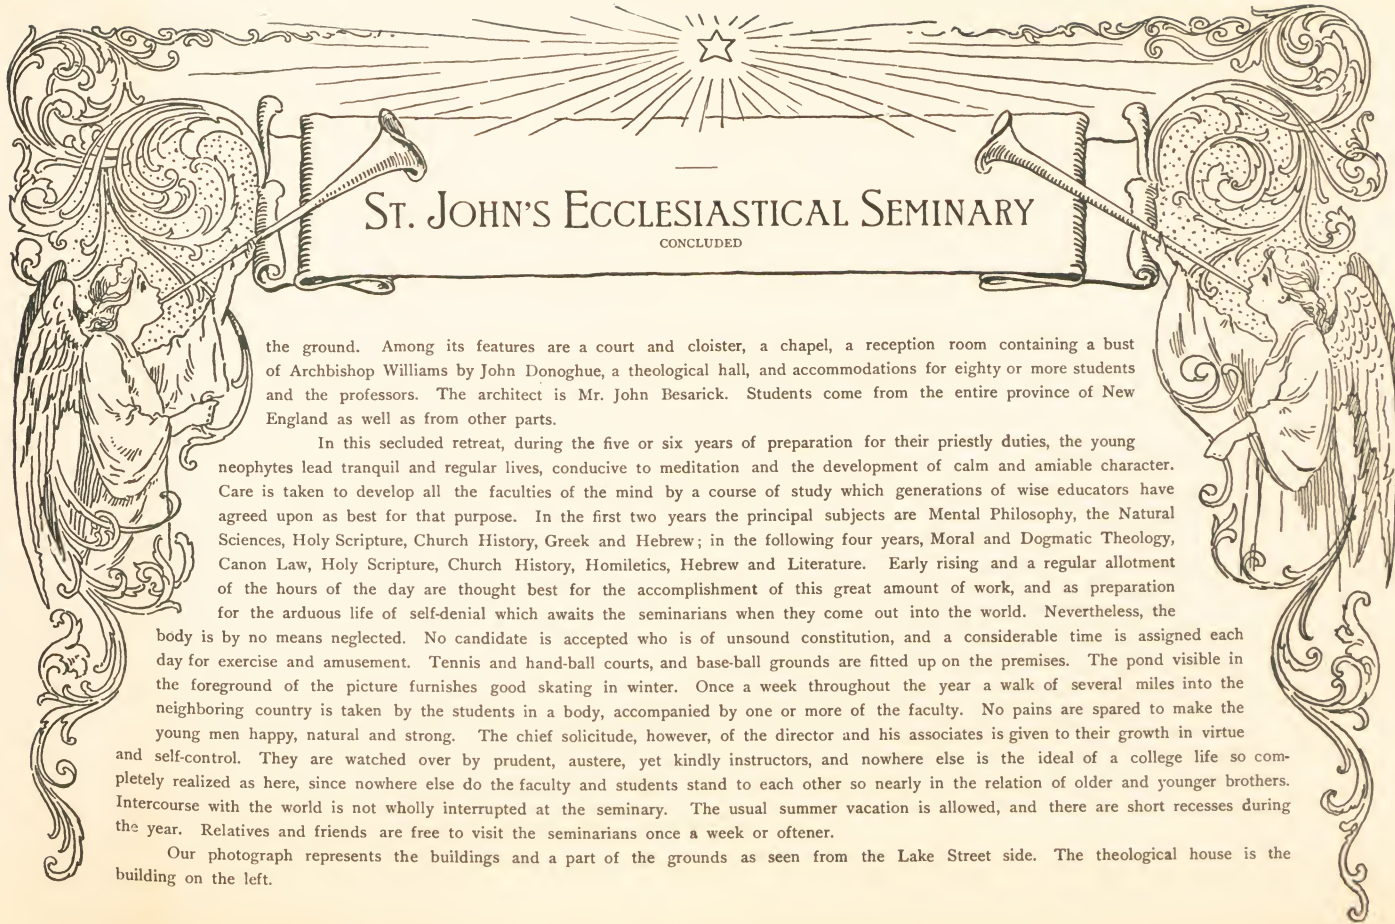 ST. JOHN'S ECCLESIASTICAL SEMINARY
CONCLUDED
the ground. Among its features are a court and cloister, a chapel, a reception room containing a bust
of Archbishop Williams by John Donoghue, a theological hall, and accommodations for eighty or more students
and the professors. The architect is Mr. John Besarick. Students come from the entire province of New
England as well as from other parts.
In this secluded retreat, during the five or six years of preparation for their priestly duties, the young
neophytes lead tranquil and regular lives, conducive to meditation and the development of calm and amiable character.
Care is taken to develop all the faculties of the mind by a course of study which generations of wise educators have
agreed upon as best for that purpose. In the first two years the principal subjects are Mental Philosophy, the Natural
Sciences, Holy Scripture, Church History, Greek and Hebrew; in the following four years, Moral and Dogmatic Theology,
Canon Law, Holy Scripture, Church History, Homiletics, Hebrew and Literature. Early rising and a regular allotment
of the hours of the day are thought best for the accomplishment of this great amount of work, and as preparation
for the arduous life of self-denial which awaits the seminarians when they come out into the world. Nevertheless, the
body is by no means neglected. No candidate is accepted who is of unsound constitution, and a considerable time is assigned each
day for exercise and amusement. Tennis and hand-ball courts, and base-ball grounds are fitted up on the premises. The pond visible in
the foreground of the picture furnishes good skating in winter. Once a week throughout the year a walk of several miles into the
neighboring country is taken by the students in a body, accompanied by one or more of the faculty. No pains are spared to make the
young men happy, natural and strong. The chief solicitude, however, of the director and his associates is given to their growth in virtue
and self-control. They are watched over by prudent, austere, yet kindly instructors, and nowhere else is the ideal of a college life so com-
pletely realized as here, since nowhere else do the faculty and students stand to each other so nearly in the relation of older and younger brothers.
Intercourse with the world is not wholly interrupted at the seminary. The usual summer vacation is allowed, and there are short recesses during
the year. Relatives and friends are free to visit the seminarians once a week or oftener.
Our photograph represents the buildings and a part of the grounds as seen from the Lake Street side. The theological house is the
building on the left.